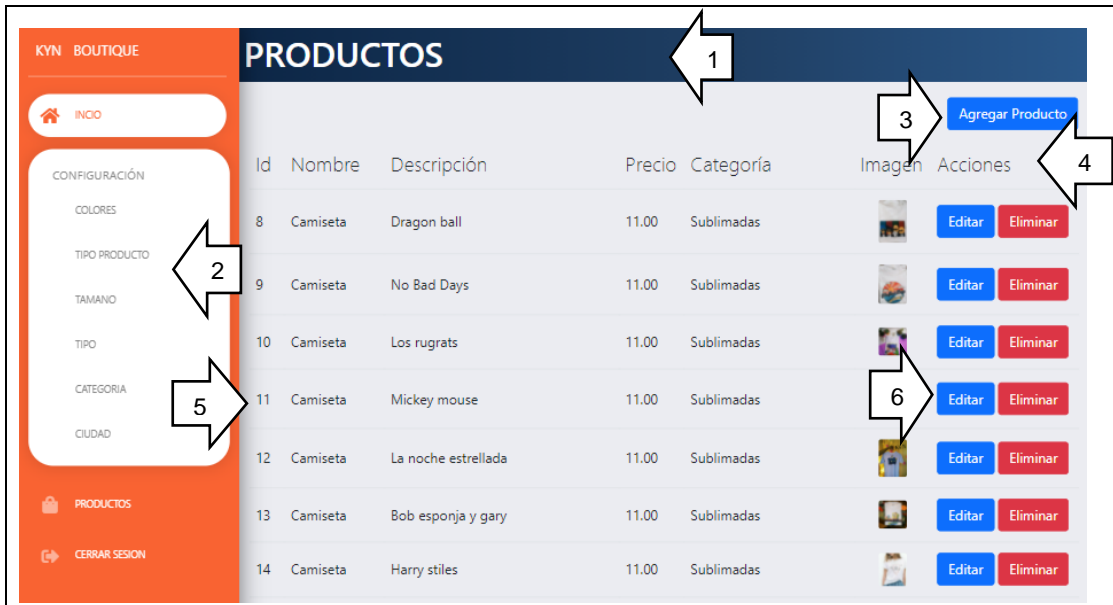 KYN BOUTIQUE
INCIO
CONFIGURACIÓN
COLORES
TIPO PRODUCTO
TAMANO
TIPO
CATEGORIA
CIUDAD
PRODUCTOS
CERRAR SESION
PRODUCTOS
1
2
3
Agregar Producto
4
5
6
Id Nombre Descripción Precio Categoría Imagen Acciones
8 Camiseta Dragon ball 11.00 Sublimadas Editar Eliminar
9 Camiseta No Bad Days 11.00 Sublimadas Editar Eliminar
10 Camiseta Los rugrats 11.00 Sublimadas Editar Eliminar
11 Camiseta Mickey mouse 11.00 Sublimadas Editar Eliminar
12 Camiseta La noche estrellada 11.00 Sublimadas Editar Eliminar
13 Camiseta Bob esponja y gary 11.00 Sublimadas Editar Eliminar
14 Camiseta Harry stiles 11.00 Sublimadas Editar Eliminar